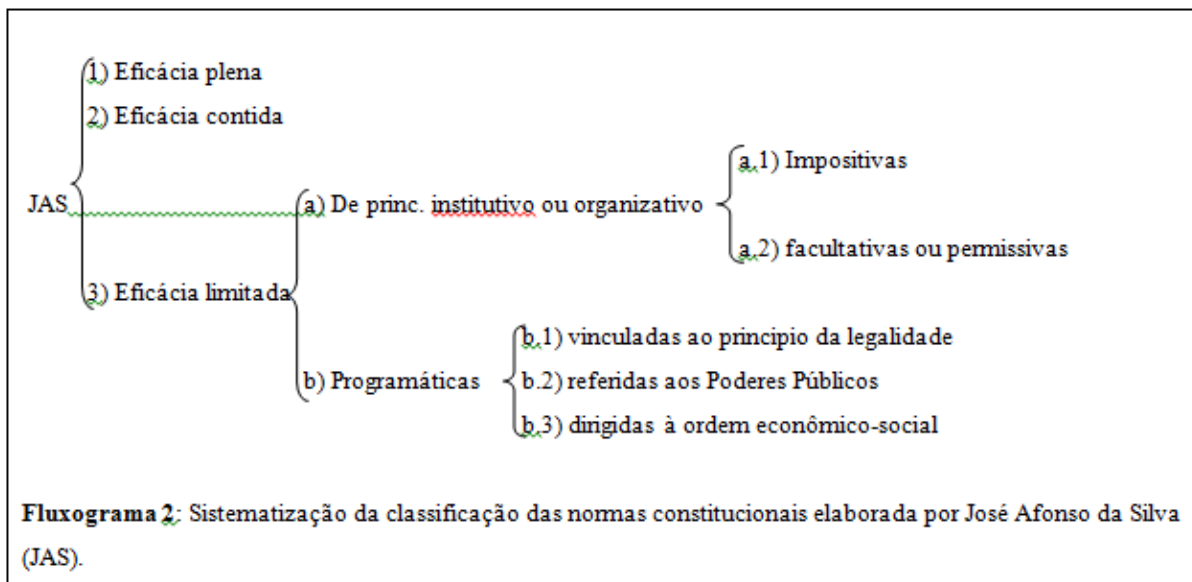 1) Eficácia plena
2) Eficácia contida
a.1) Impositivas
JAS
a) De princ. institutivo ou organizativo
a.2) facultativas ou permissivas
3) Eficácia limitada
b.1) vinculadas ao principio da legalidade
b) Programáticas
b.2) referidas aos Poderes Públicos
b.3) dirigidas à ordem econômico-social
Fluxograma 2: Sistematização da classificação das normas constitucionais elaborada por José Afonso da Silva
(JAS).